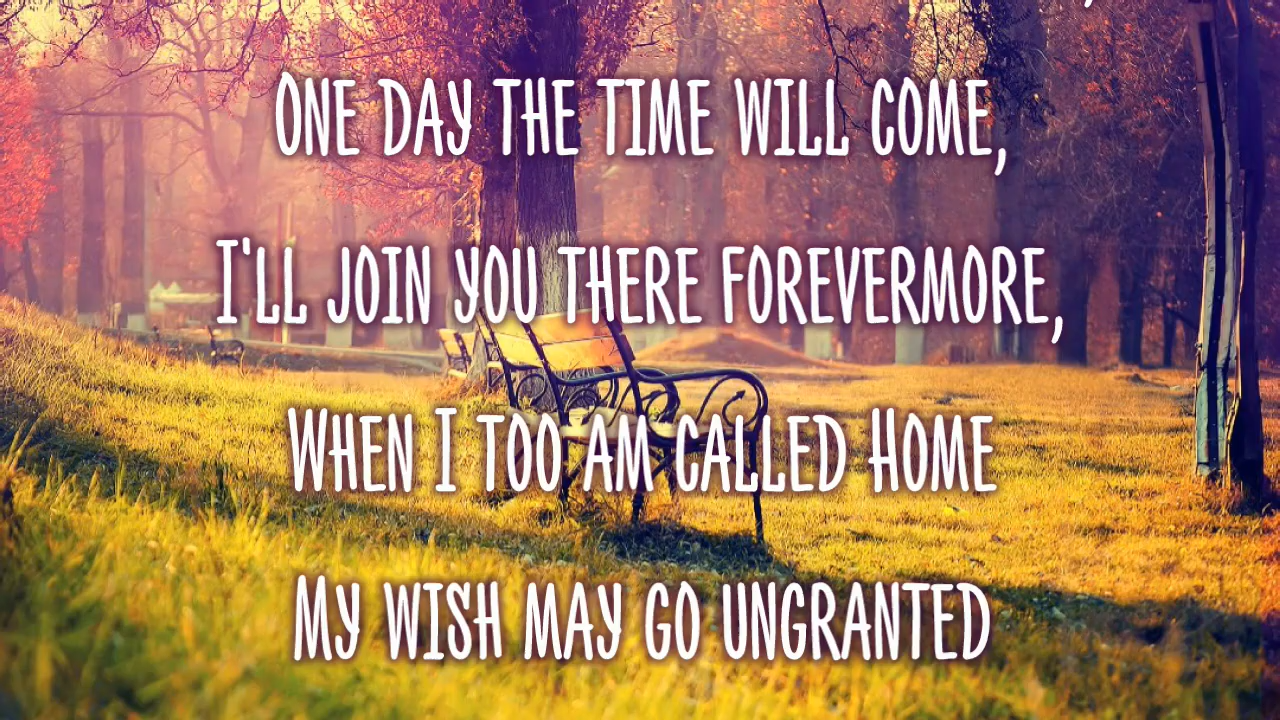 One day the time will come,
I'll join you there forevermore,
When I too am called Home
My wish may go ungranted